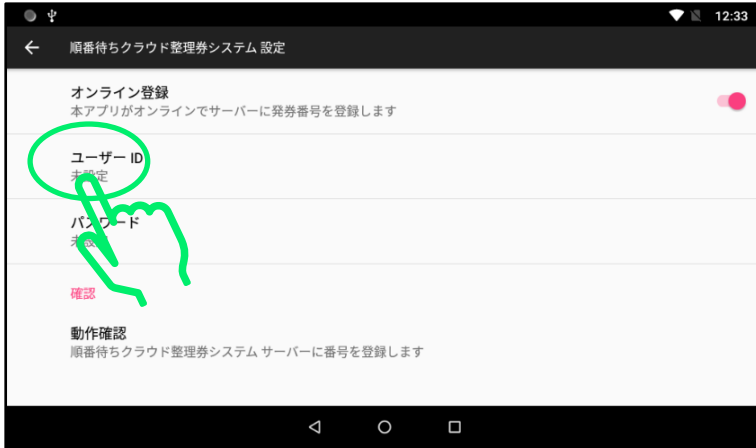 12:33
順番待ちクラウド整理券システム 設定
オンライン登録
本アプリがオンラインでサーバーに発券番号を登録します
ユーザー ID
未設定
パスワード
未設定
確認
動作確認
順番待ちクラウド整理券システム サーバーに番号を登録します